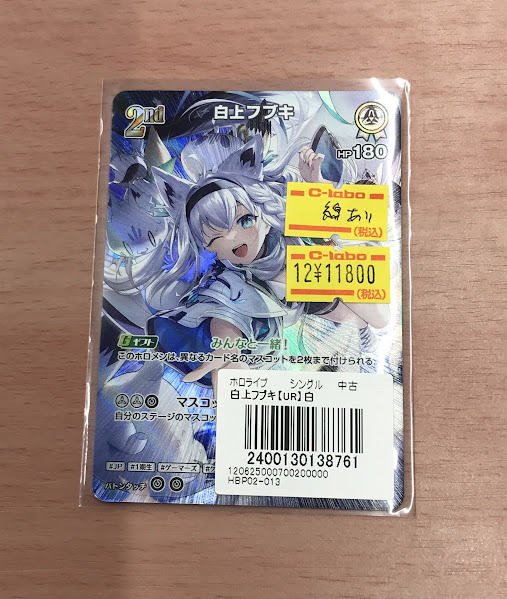 2nd
白上フブキ
HP180
C-labo
線あり
(税込)
C-labo
12¥11800
(税込)
ギフト みんなと一緒!
このホロメンは、異なるカード名のマスコットを2枚まで付けられる。
マスコッ
自分のステージのマスコッ
#JP #1期生 #ゲーマーズ
バトンタッチ
ホロライブ シングル 中古
白上フブキ【UR】白
2400130138761
120625000700200000
HBP02-013